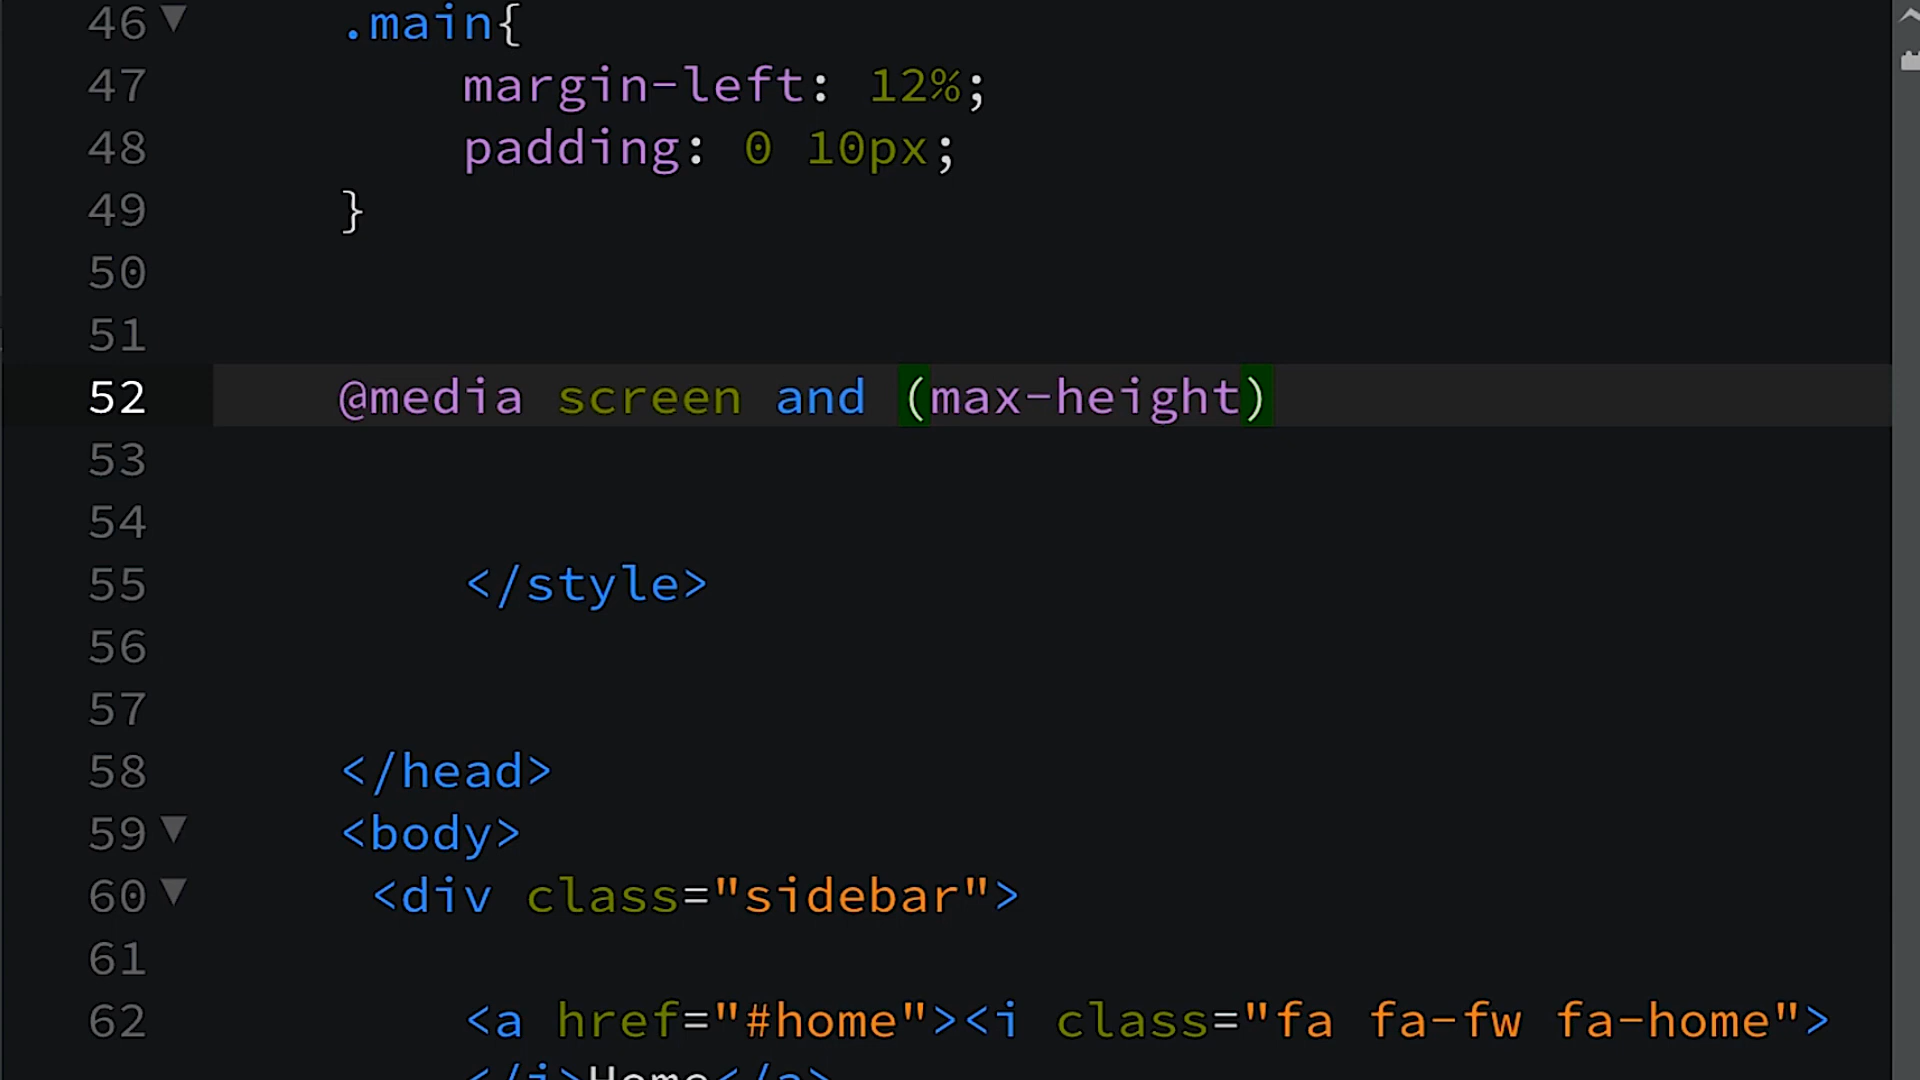 46 .main{
47 margin-left: 12%;
48 padding: 0 10px;
49 }
50
51
52 @media screen and (max-height)
53
54
55 </style>
56
57
58 </head>
59 <body>
60 <div class="sidebar">
61
62 <a href="#home"><i class="fa fa-fw fa-home">
</i>Home</a>